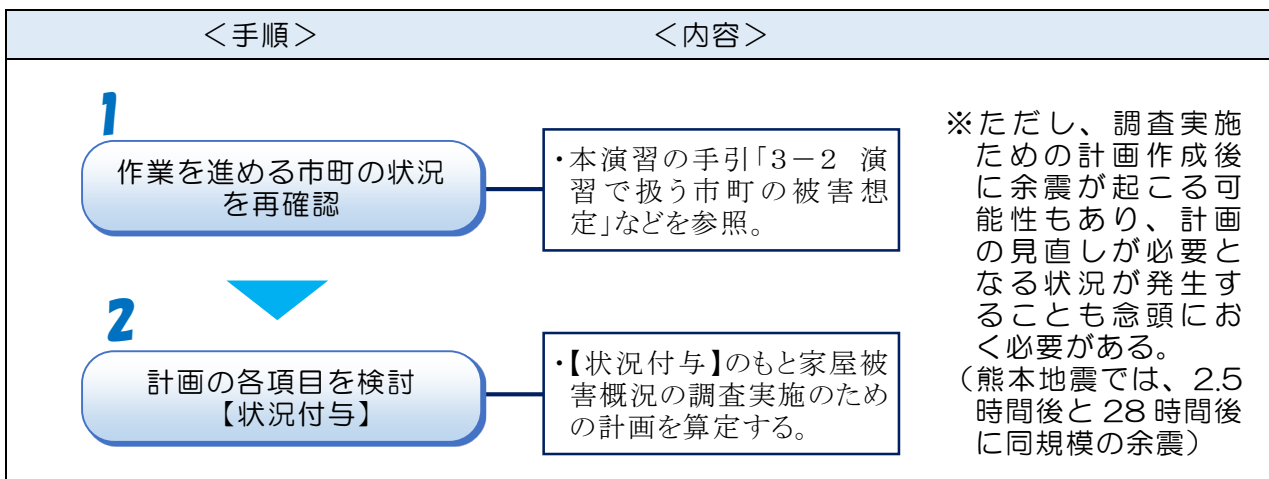 <手順>
<内容>
1
作業を進める市町の状況
を再確認
・本演習の手引「3-2 演
習で扱う市町の被害想
定」などを参照。
2
計画の各項目を検討
【状況付与】
・【状況付与】のもと家屋被
害概況の調査実施のため
の計画を算定する。
※ただし、調査実施
ための計画作成後
に余震が起こる可
能性もあり、計画
の見直しが必要と
なる状況が発生す
ることも念頭にお
く必要がある。
(熊本地震では、2.5
時間後と 28 時間後
に同規模の余震)